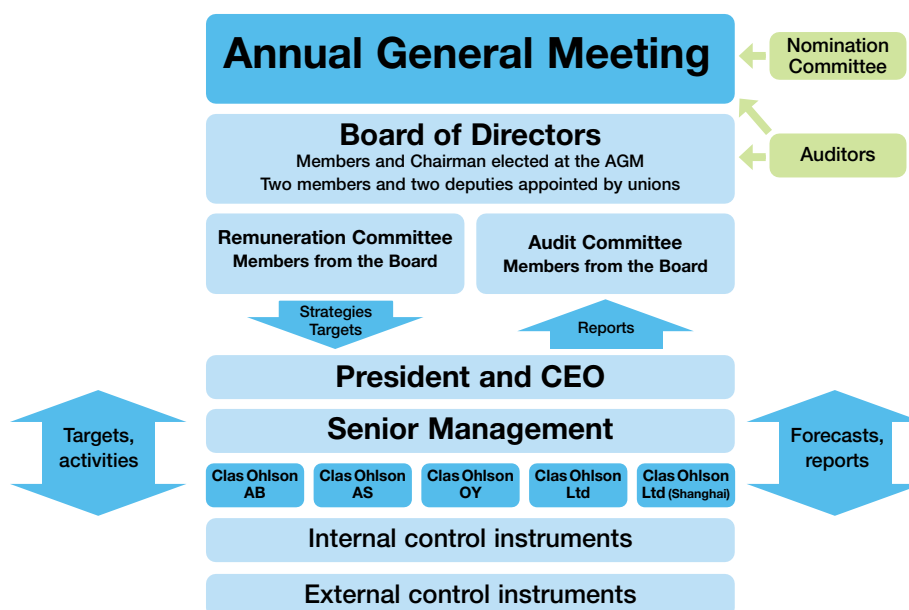 Annual General Meeting
Nomination
Committee
Board of Directors
Members and Chairman elected at the AGM
Two members and two deputies appointed by unions
Auditors
Remuneration Committee
Members from the Board
Audit Committee
Members from the Board
Strategies
Targets
Reports
President and CEO
Senior Management
Targets,
activities
Forecasts,
reports
Clas Ohlson
AB
Clas Ohlson
AS
Clas Ohlson
OY
Clas Ohlson
Ltd
Clas Ohlson
Ltd (Shanghai)
Internal control instruments
External control instruments